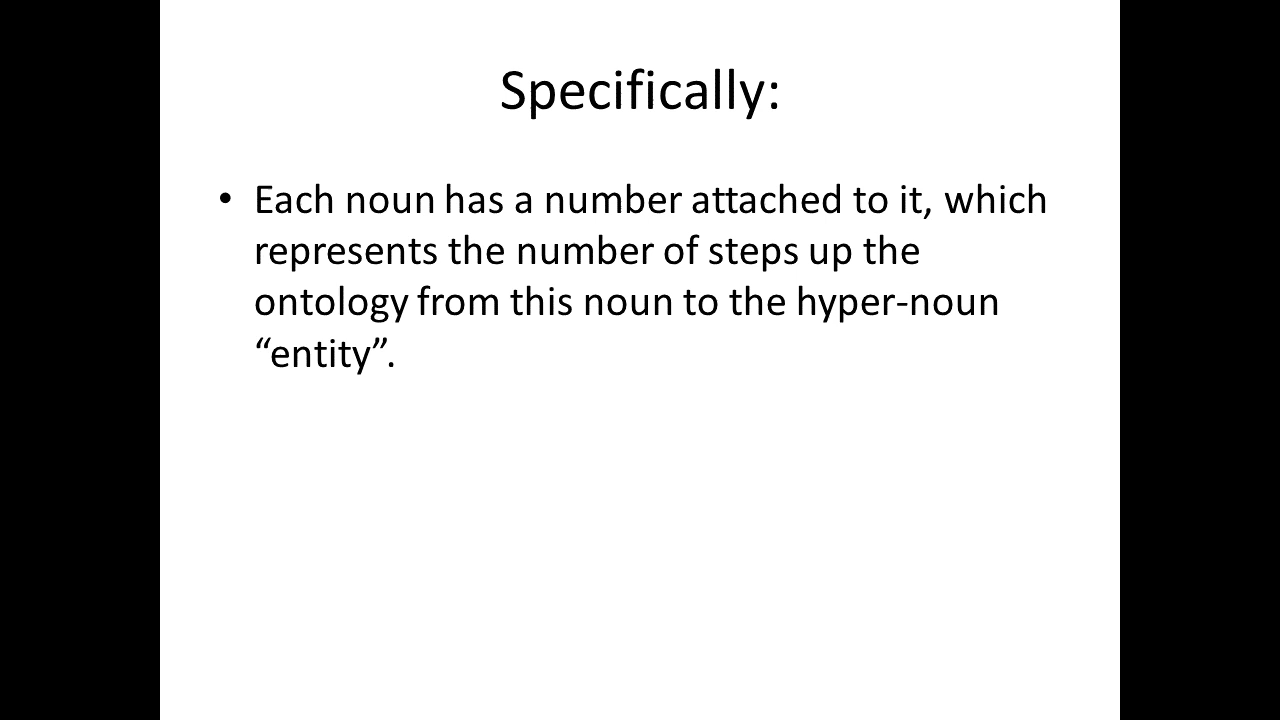 Specifically:
• Each noun has a number attached to it, which
represents the number of steps up the
ontology from this noun to the hyper-noun
“entity”.